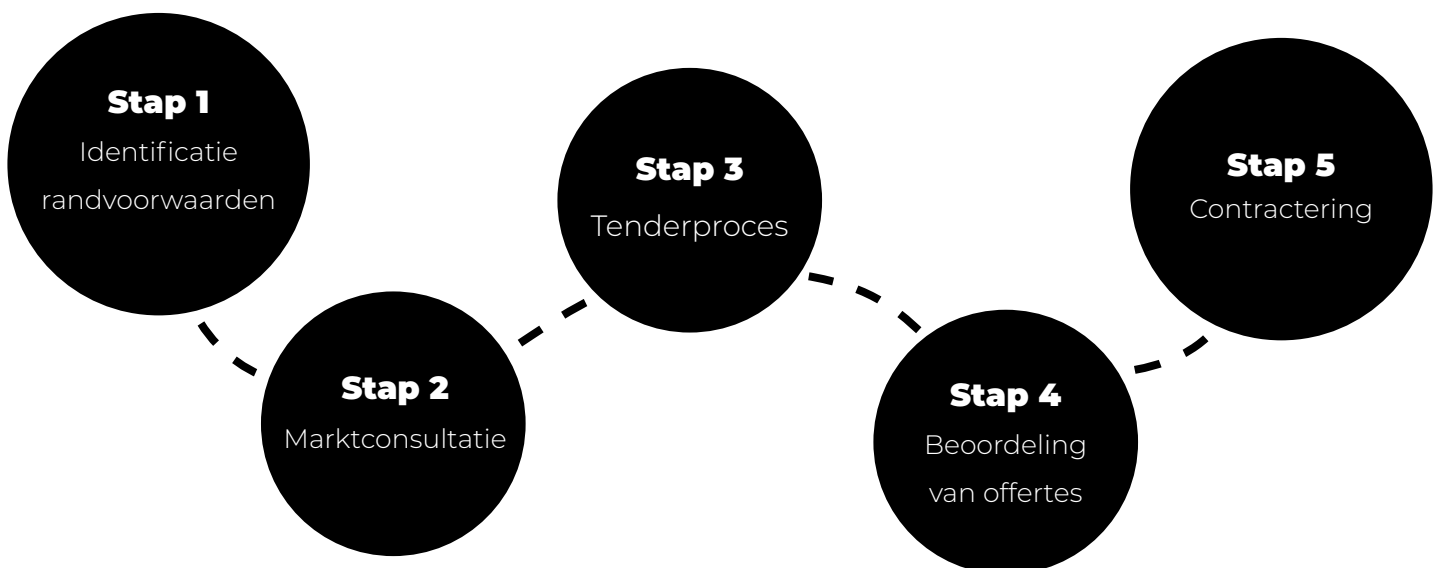 Stap 1
Identificatie
randvoorwaarden
Stap 2
Marktconsultatie
Stap 3
Tenderproces
Stap 4
Beoordeling
van offertes
Stap 5
Contractering